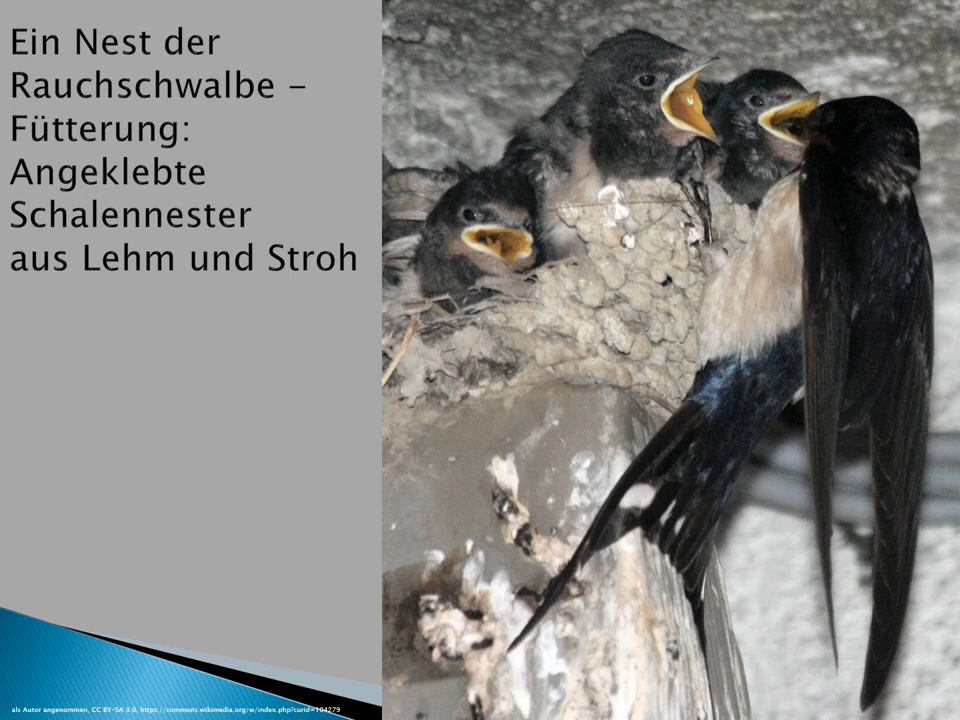 Ein Nest der
Rauchschwalbe –
Fütterung:
Angeklebte
Schalennester
aus Lehm und Stroh
als Autor angenommen, CC BY-SA 3.0, https://commons.wikimedia.org/w/index.php?curid=104279